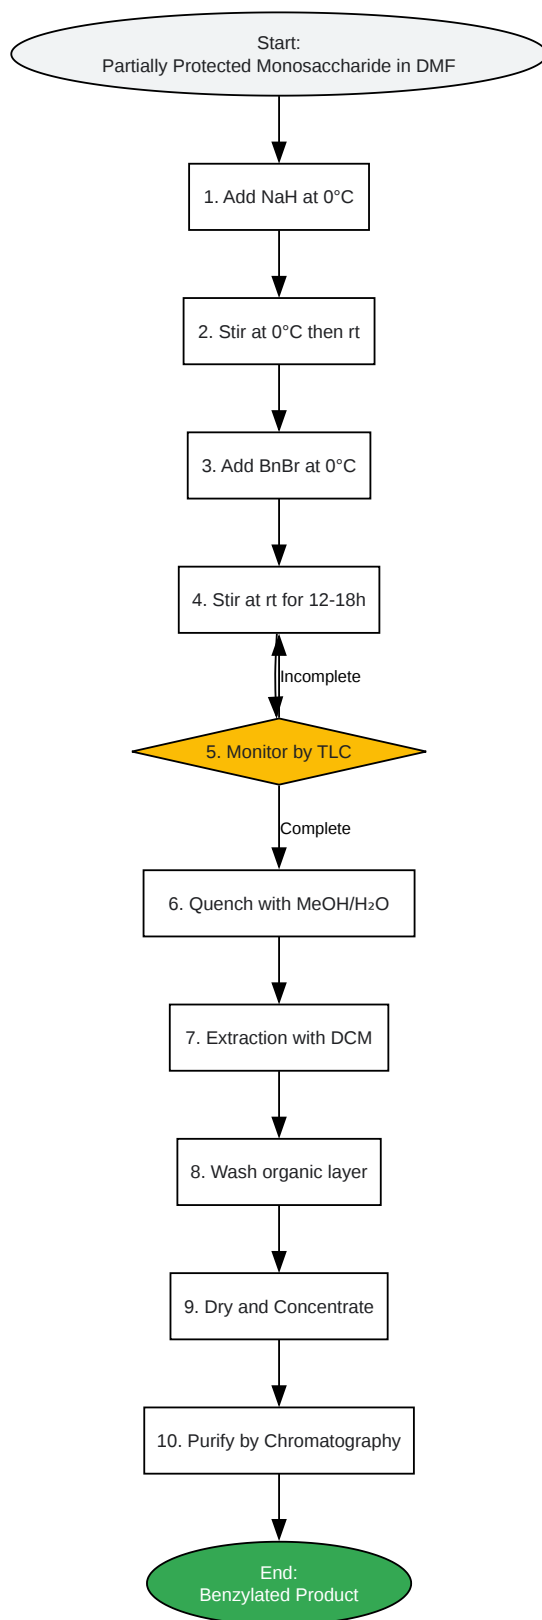 Start:
Partially Protected Monosaccharide in DMF
1. Add NaH at 0°C
2. Stir at 0°C then rt
3. Add BnBr at 0°C
4. Stir at rt for 12-18h
Incomplete
5. Monitor by TLC
Complete
6. Quench with MeOH/H₂O
7. Extraction with DCM
8. Wash organic layer
9. Dry and Concentrate
10. Purify by Chromatography
End:
Benzylated Product